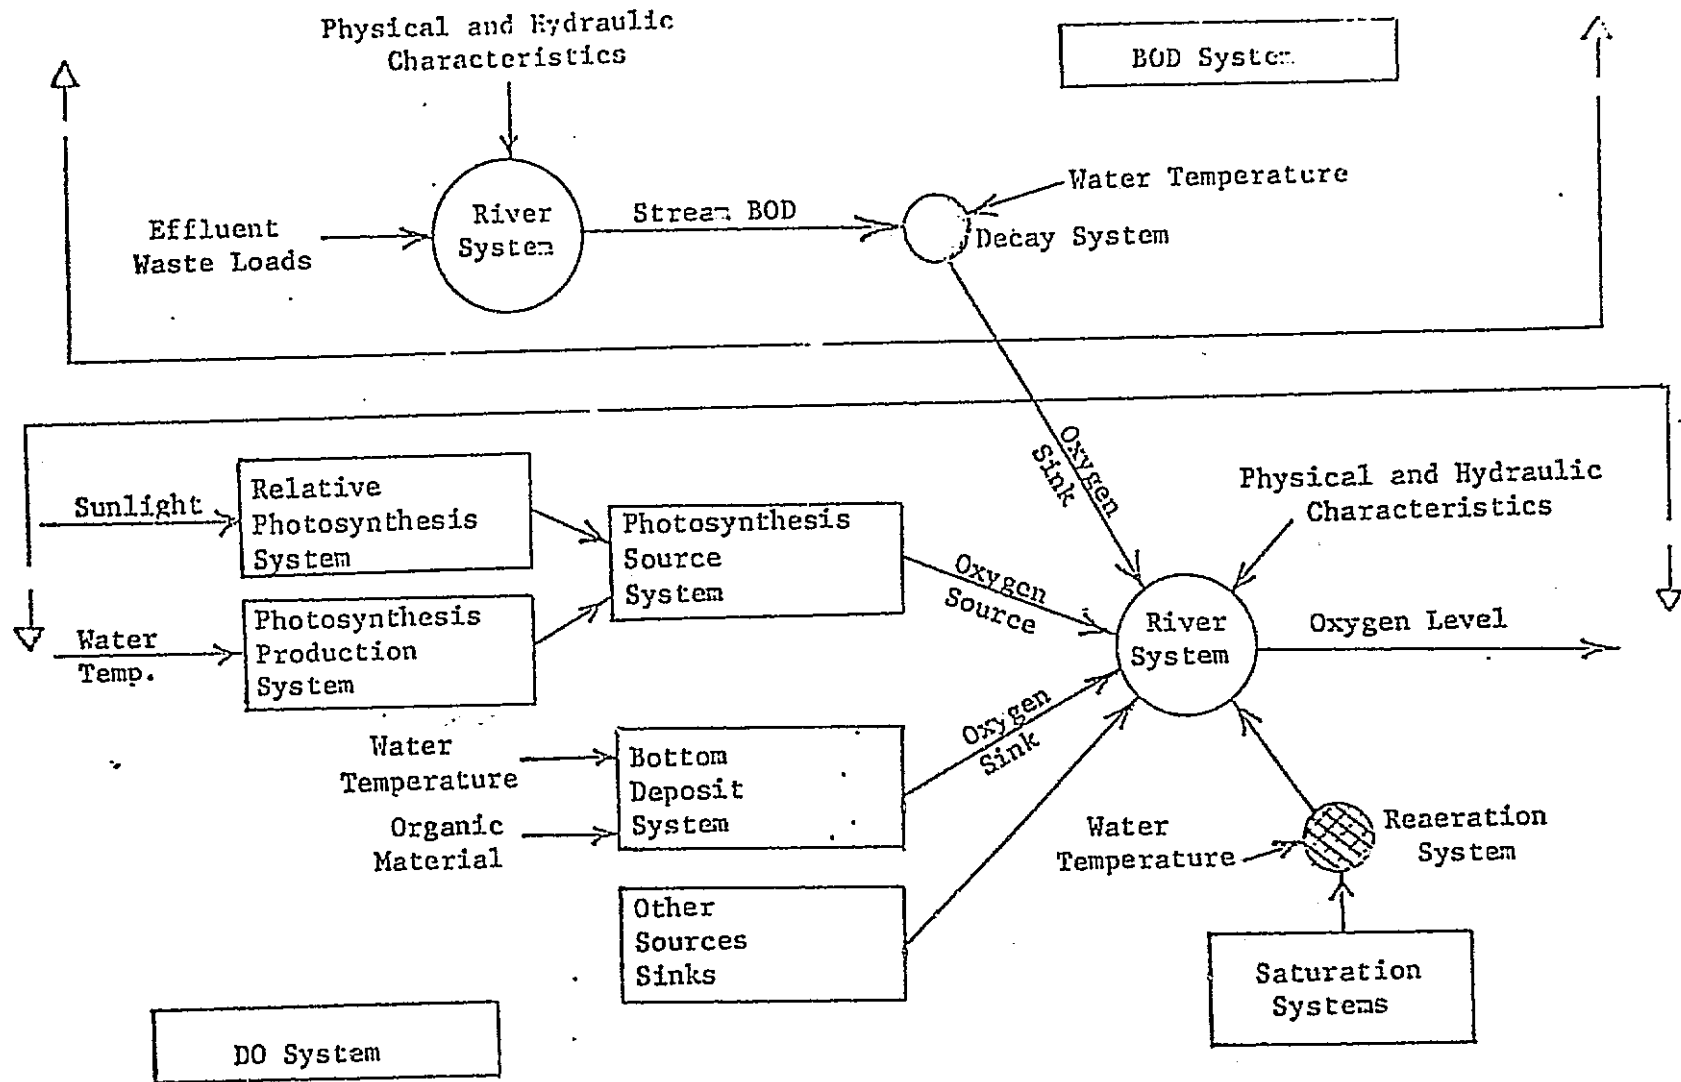 Physical and Hydraulic
Characteristics
BOD System
Water Temperature
River
System
Stream BOD
Effluent
Waste Loads
Decay System
Oxygen
Sink
Sunlight
Relative
Photosynthesis
System
Photosynthesis
Source
System
Physical and Hydraulic
Characteristics
Oxygen
Source
Water
Temp.
Photosynthesis
Production
System
River
System
Oxygen Level
Water
Temperature
Organic
Material
Bottom
Deposit
System
Oxygen
Sink
Water
Temperature
Reaeration
System
Other
Sources
Sinks
Saturation
Systems
DO System